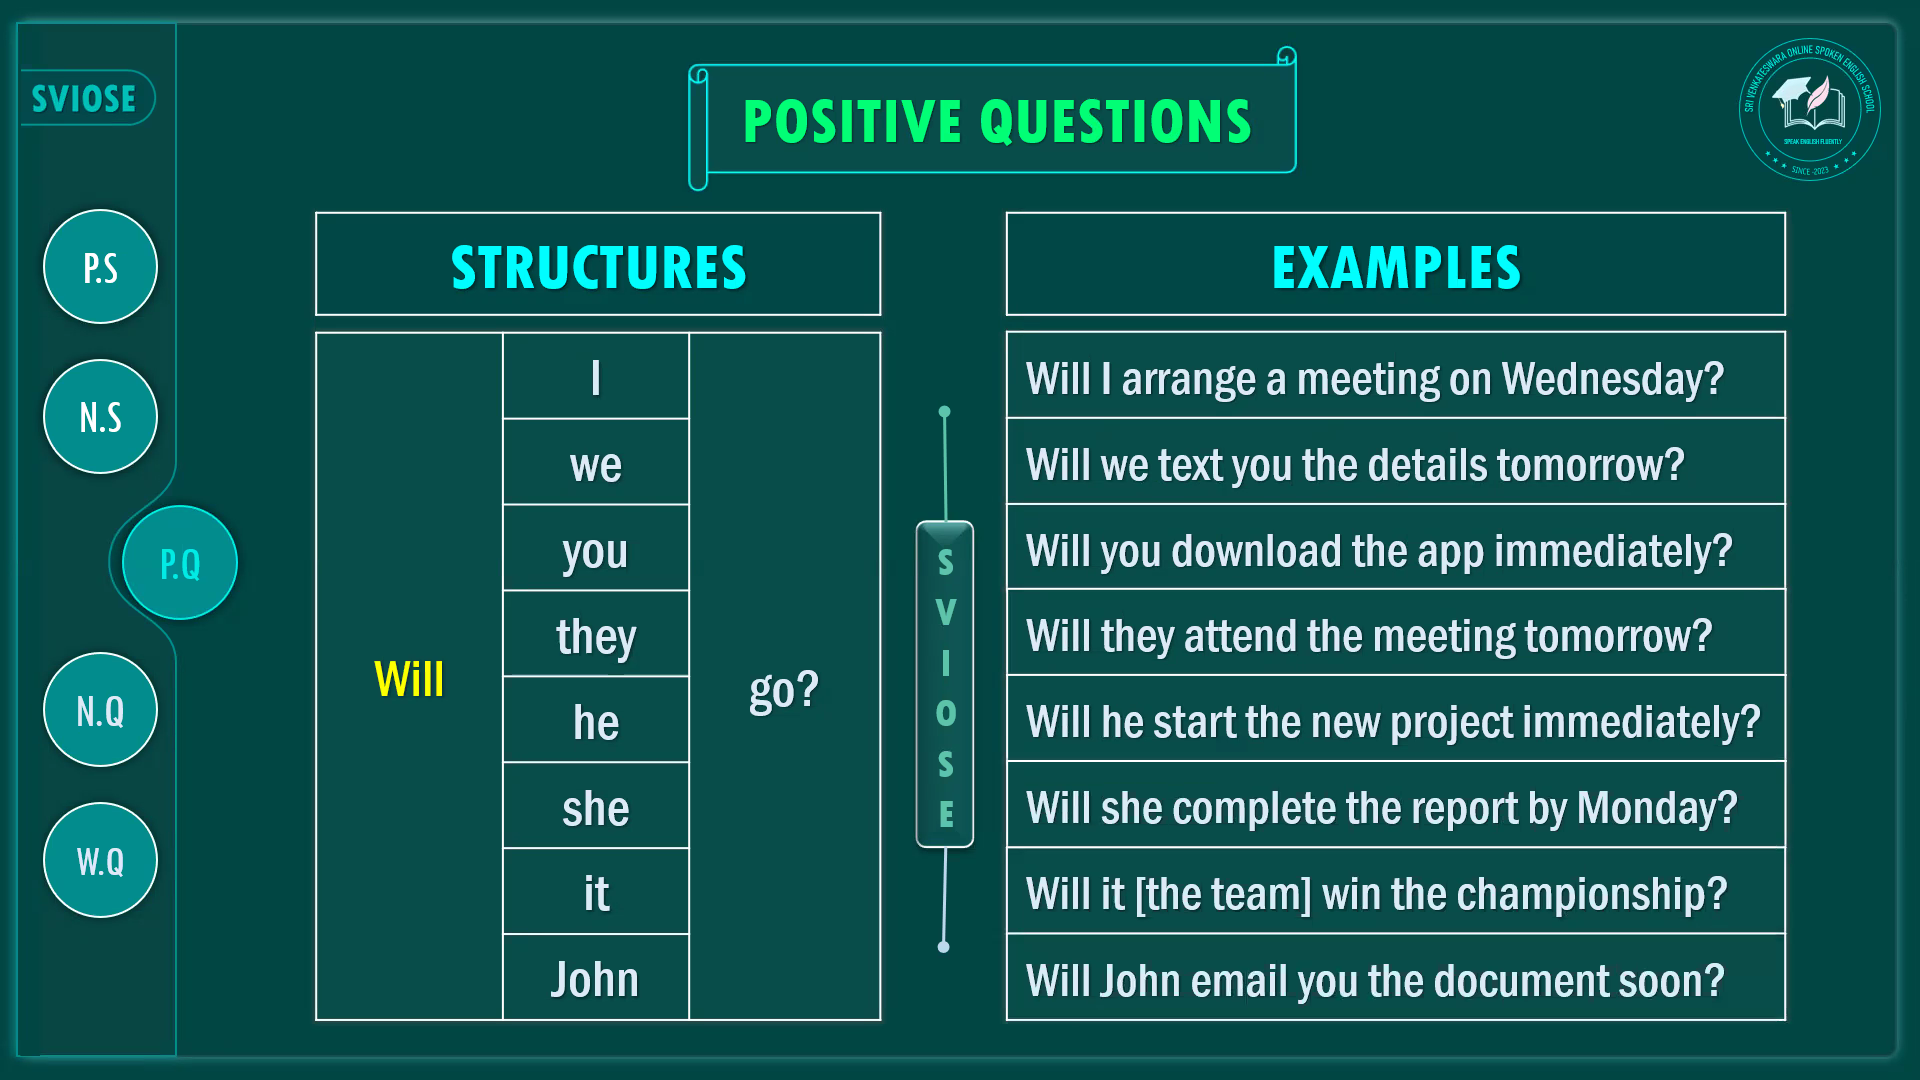 SVIOSE
POSITIVE QUESTIONS
SRI VENKATESWARA ONLINE SPOKEN ENGLISH SCHOOL
SPEAK ENGLISH FLUENTLY
SINCE -2023
P.S
N.S
P.Q
N.Q
W.Q
STRUCTURES
Will
I
we
you
they
he
she
it
John
go?
SVIOSE
EXAMPLES
Will I arrange a meeting on Wednesday?
Will we text you the details tomorrow?
Will you download the app immediately?
Will they attend the meeting tomorrow?
Will he start the new project immediately?
Will she complete the report by Monday?
Will it [the team] win the championship?
Will John email you the document soon?